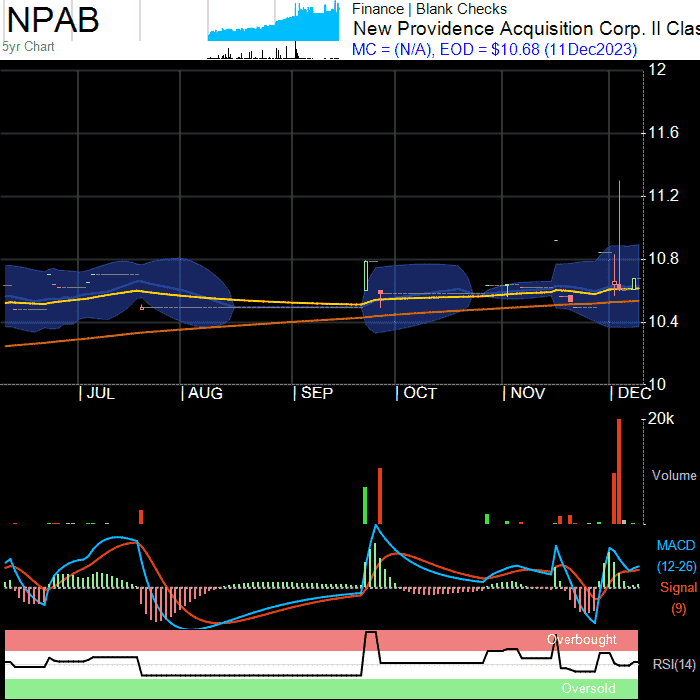 NPAB
5yr Chart
Finance | Blank Checks
New Providence Acquisition Corp. II Clas
MC = (N/A), EOD = $10.68 (11Dec2023)
12
11.6
11.2
10.8
10.4
10
| JUL
| AUG
| SEP
| OCT
| NOV
| DEC
20k
Volume
MACD
(12-26)
Signal
(9)
Overbought
RSI(14)
Oversold